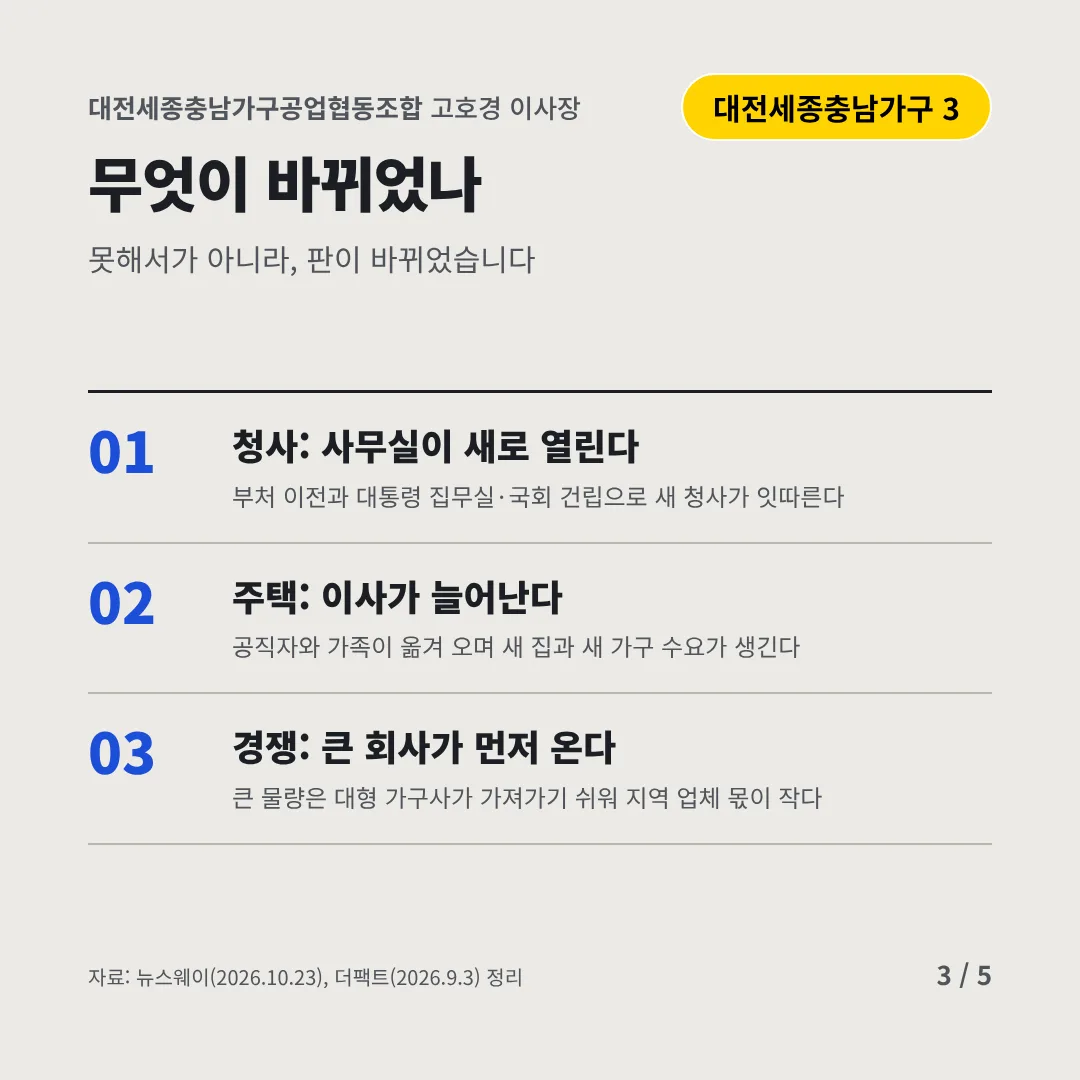 대전세종충남가구공업협동조합 고호경 이사장
대전세종충남가구 3
무엇이 바뀌었나
못해서가 아니라, 판이 바뀌었습니다
01
청사: 사무실이 새로 열린다
부처 이전과 대통령 집무실·국회 건립으로 새 청사가 잇따른다
02
주택: 이사가 늘어난다
공직자와 가족이 옮겨 오며 새 집과 새 가구 수요가 생긴다
03
경쟁: 큰 회사가 먼저 온다
큰 물량은 대형 가구사가 가져가기 쉬워 지역 업체 몫이 작다
자료: 뉴스웨이(2026.10.23), 더팩트(2026.9.3) 정리
3 / 5